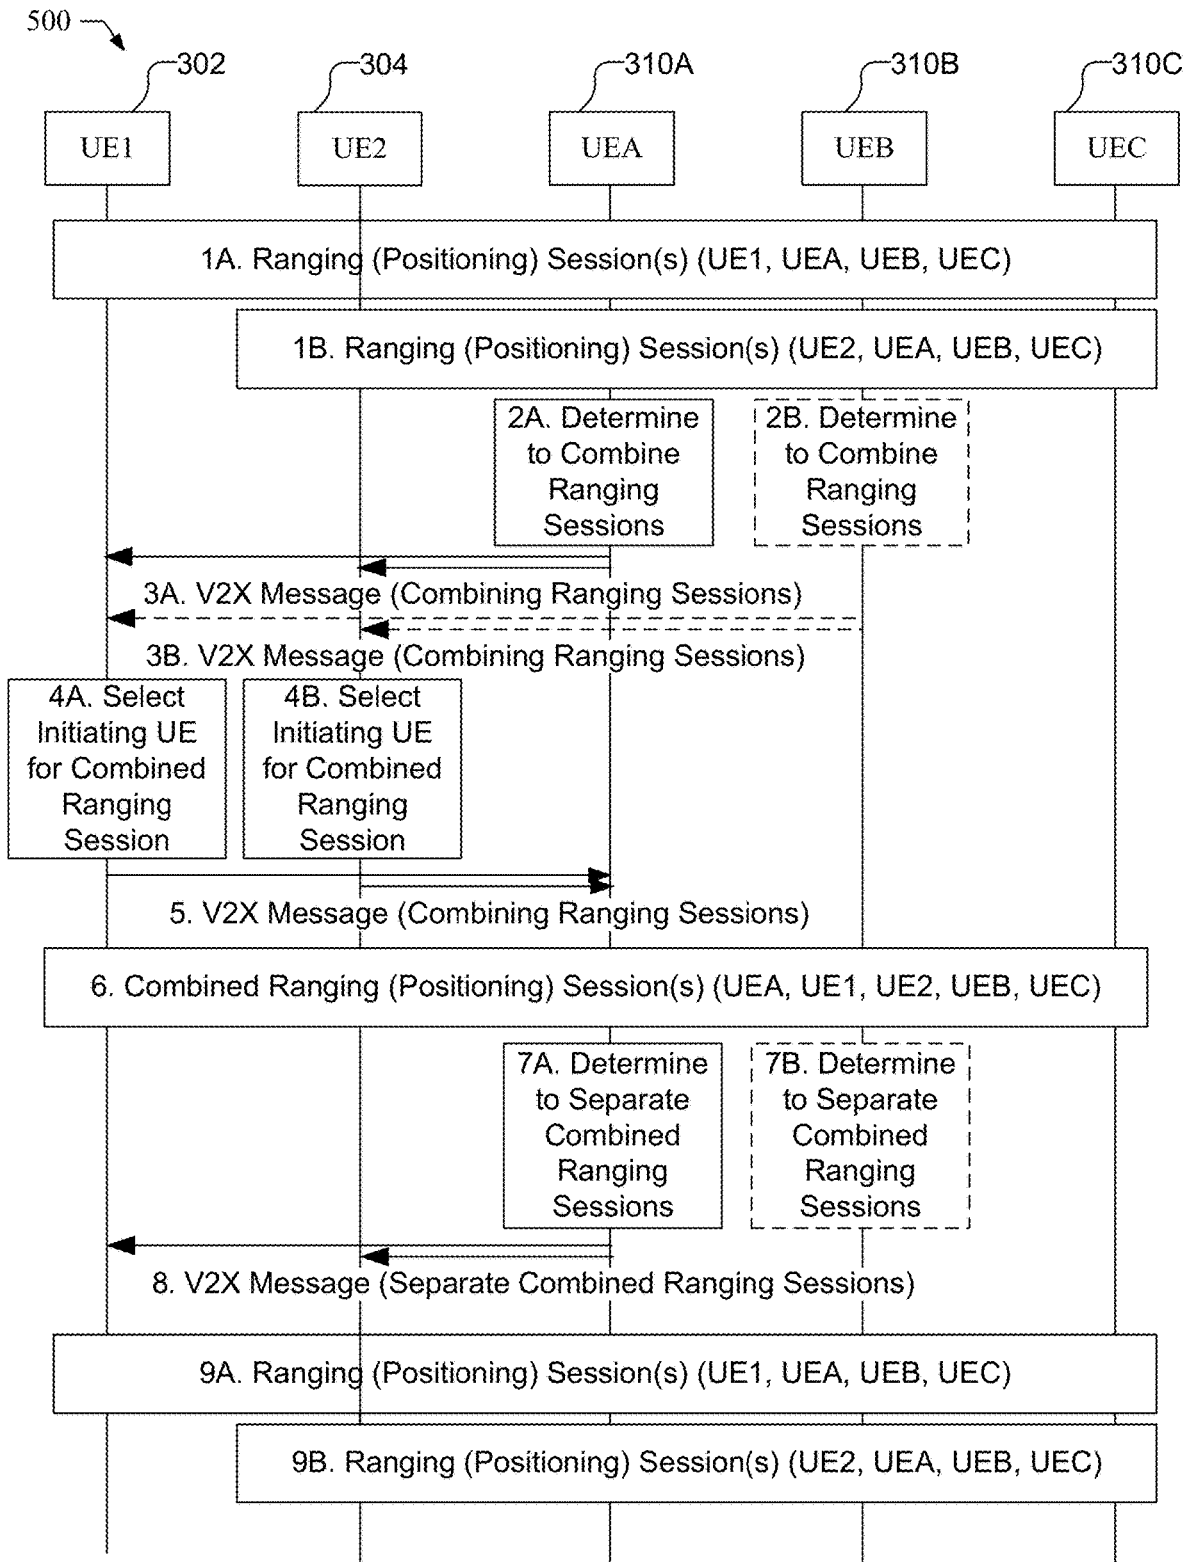 500
302
304
310A
310B
310C
UE1
UE2
UEA
UEB
UEC
1A. Ranging (Positioning) Session(s) (UE1, UEA, UEB, UEC)
1B. Ranging (Positioning) Session(s) (UE2, UEA, UEB, UEC)
2A. Determine
to Combine
Ranging
Sessions
2B. Determine
to Combine
Ranging
Sessions
3A. V2X Message (Combining Ranging Sessions)
3B. V2X Message (Combining Ranging Sessions)
4A. Select
Initiating UE
for Combined
Ranging
Session
4B. Select
Initiating UE
for Combined
Ranging
Session
5. V2X Message (Combining Ranging Sessions)
6. Combined Ranging (Positioning) Session(s) (UEA, UE1, UE2, UEB, UEC)
7A. Determine
to Separate
Combined
Ranging
Sessions
7B. Determine
to Separate
Combined
Ranging
Sessions
8. V2X Message (Separate Combined Ranging Sessions)
9A. Ranging (Positioning) Session(s) (UE1, UEA, UEB, UEC)
9B. Ranging (Positioning) Session(s) (UE2, UEA, UEB, UEC)